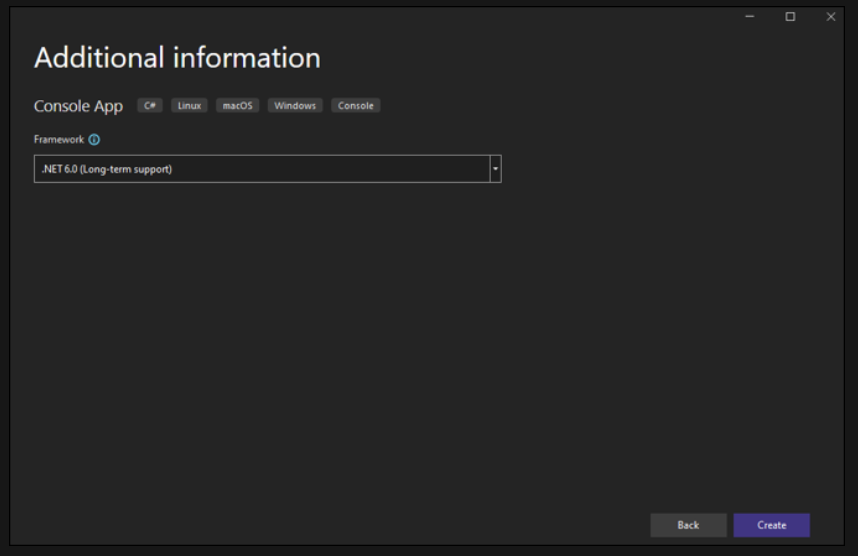 Additional information
Console App C# Linux macOS Windows Console
Framework
.NET 6.0 (Long-term support)
Back Create